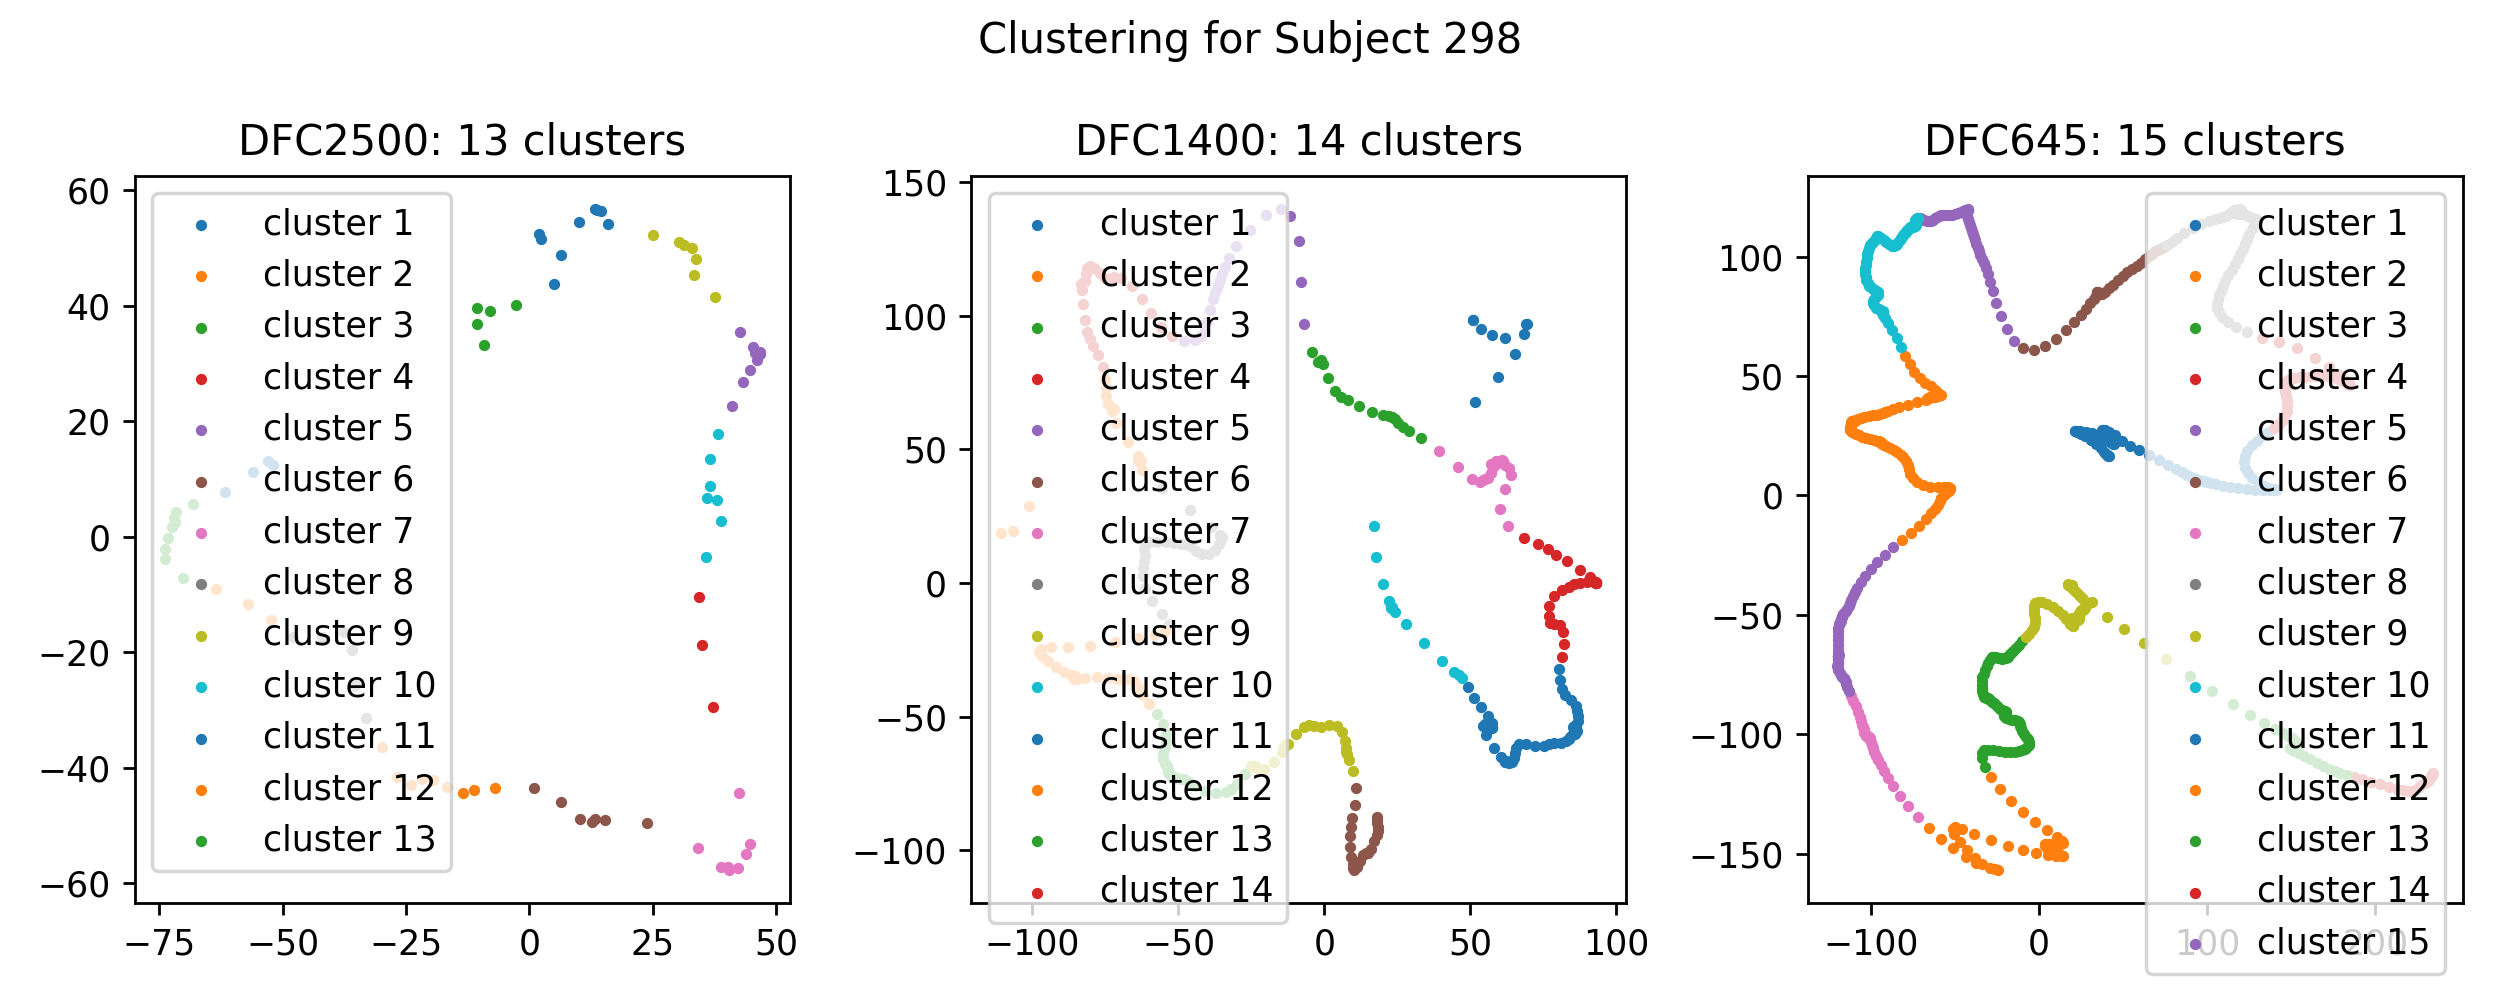 Clustering for Subject 298
DFC2500: 13 clusters
60
40
20
0
−20
−40
−60
−75
−50
−25
0
25
50
cluster 1
cluster 2
cluster 3
cluster 4
cluster 5
cluster 6
cluster 7
cluster 8
cluster 9
cluster 10
cluster 11
cluster 12
cluster 13
DFC1400: 14 clusters
150
100
50
0
−50
−100
−100
−50
0
50
100
cluster 1
cluster 2
cluster 3
cluster 4
cluster 5
cluster 6
cluster 7
cluster 8
cluster 9
cluster 10
cluster 11
cluster 12
cluster 13
cluster 14
DFC645: 15 clusters
100
50
0
−50
−100
−150
−100
0
100
200
cluster 1
cluster 2
cluster 3
cluster 4
cluster 5
cluster 6
cluster 7
cluster 8
cluster 9
cluster 10
cluster 11
cluster 12
cluster 13
cluster 14
cluster 15